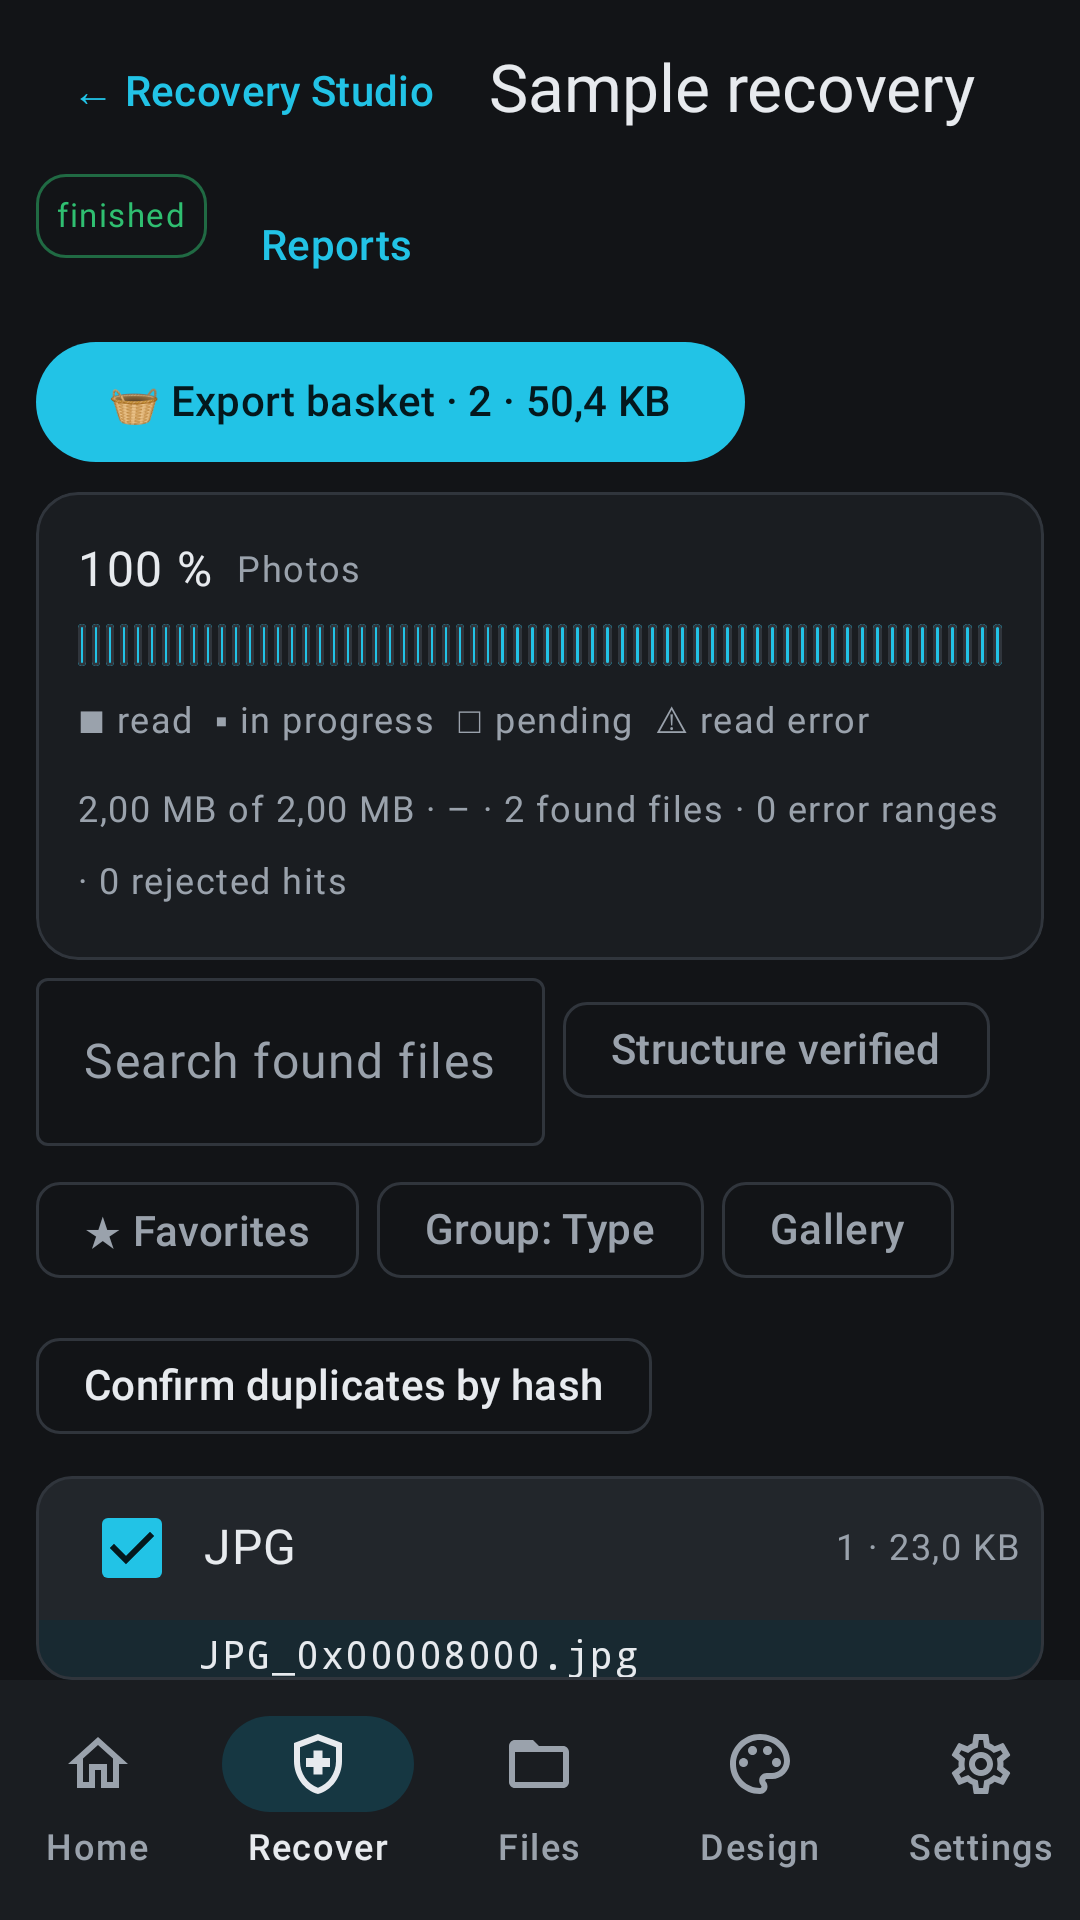 ← Recovery Studio
Sample recovery
finished
Reports
🧺 Export basket · 2 · 50,4 KB
100 % Photos
■ read ▪ in progress □ pending ⚠ read error
2,00 MB of 2,00 MB · – · 2 found files · 0 error ranges
· 0 rejected hits
Search found files
Structure verified
★ Favorites
Group: Type
Gallery
Confirm duplicates by hash
JPG
1 · 23,0 KB
JPG_0x00008000.jpg
Home
Recover
Files
Design
Settings